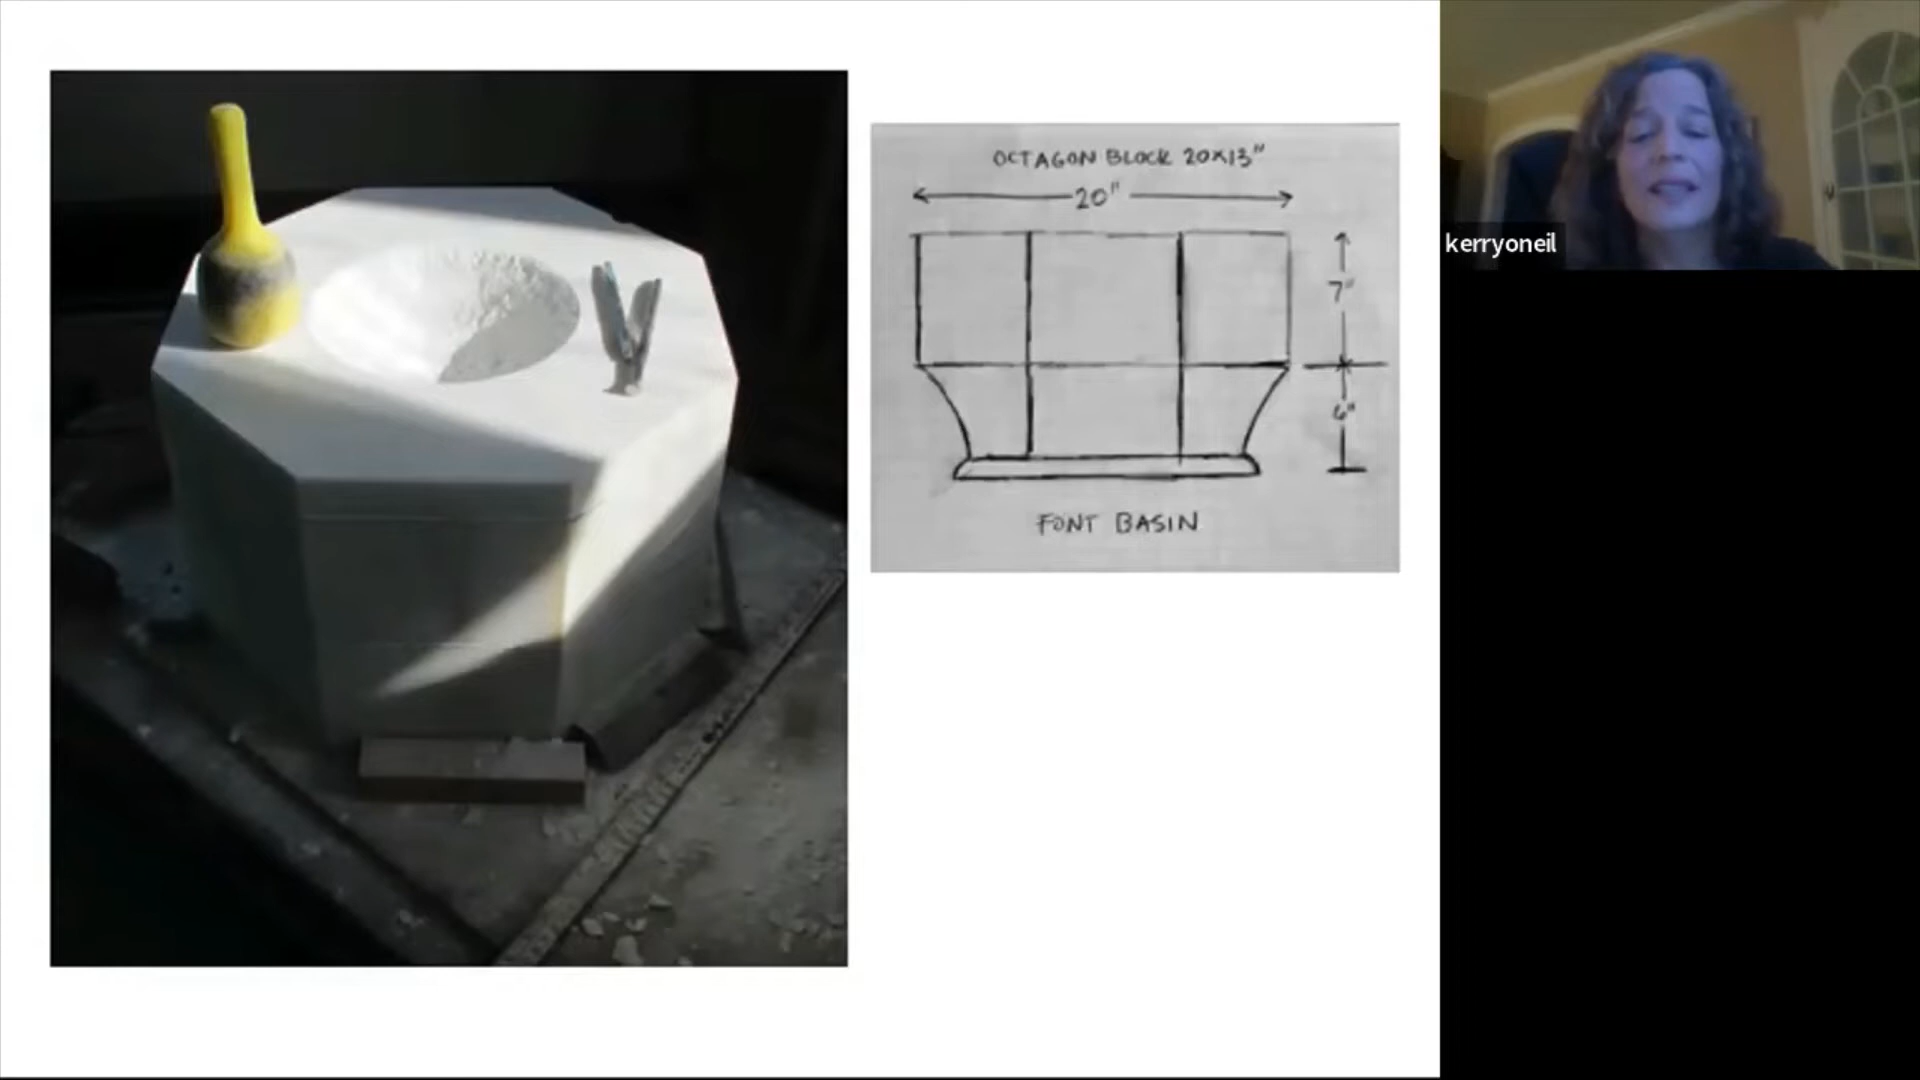 OCTAGON BLOCK 20x13"
20"
7"
6"
FONT BASIN
kerryoneil